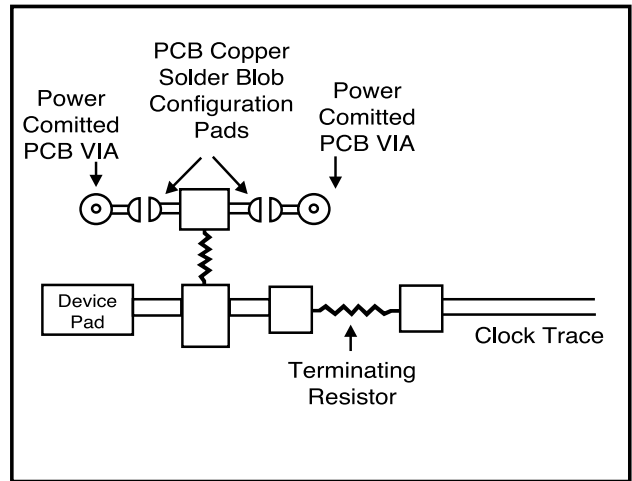 PCB Copper
Solder Blob
Configuration
Pads
Power
Comitted
PCB VIA
Power
Comitted
PCB VIA
Device
Pad
Clock Trace
Terminating
Resistor